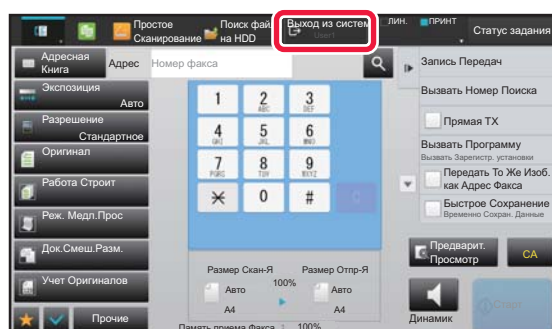 Простое
Сканирование
Поиск фай
на HDD
Выход из систем
User1
ЛИН.
ПРИНТ
Статус задания
Адресная
Книга
Адрес
Номер факса
Экспозиция
Авто
Разрешение
Стандартное
Оригинал
Работа Строит
Реж. Медл.Прос
Док.Смеш.Разм.
Учет Оригиналов
Прочие
1
2
ABC
3
DEF
4
GHI
5
JKL
6
MNO
7
PQRS
8
TUV
9
WXYZ
0
#
Размер Скан-Я
100%
Размер Отпр-Я
Авто
A4
Авто
A4
Память приема Факса : 100%
Запись Передач
Вызвать Номер Поиска
Прямая TX
Вызвать Программу
Вызвать Зарегистр. установки
Передать То Же Изоб.
как Адрес Факса
Быстрое Сохранение
Временно Сохран. Данные
Предварит.
Просмотр
CA
Динамик
Старт